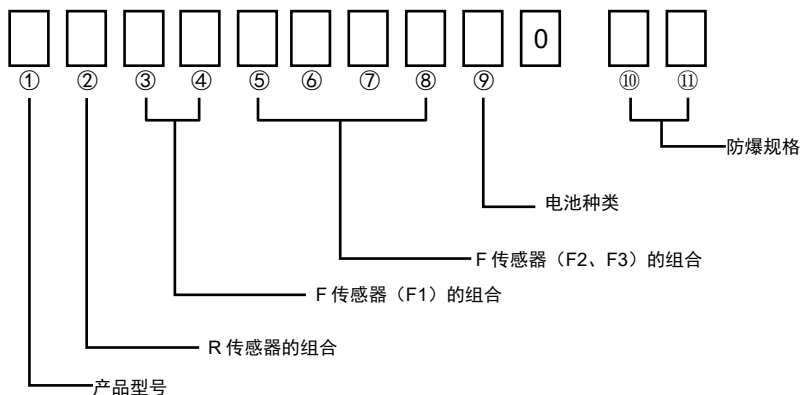 0
① ② ③ ④ ⑤ ⑥ ⑦ ⑧ ⑨ ⑩ ⑪
防爆规格
电池种类
F 传感器（F2、F3）的组合
F 传感器（F1）的组合
R 传感器的组合
产品型号